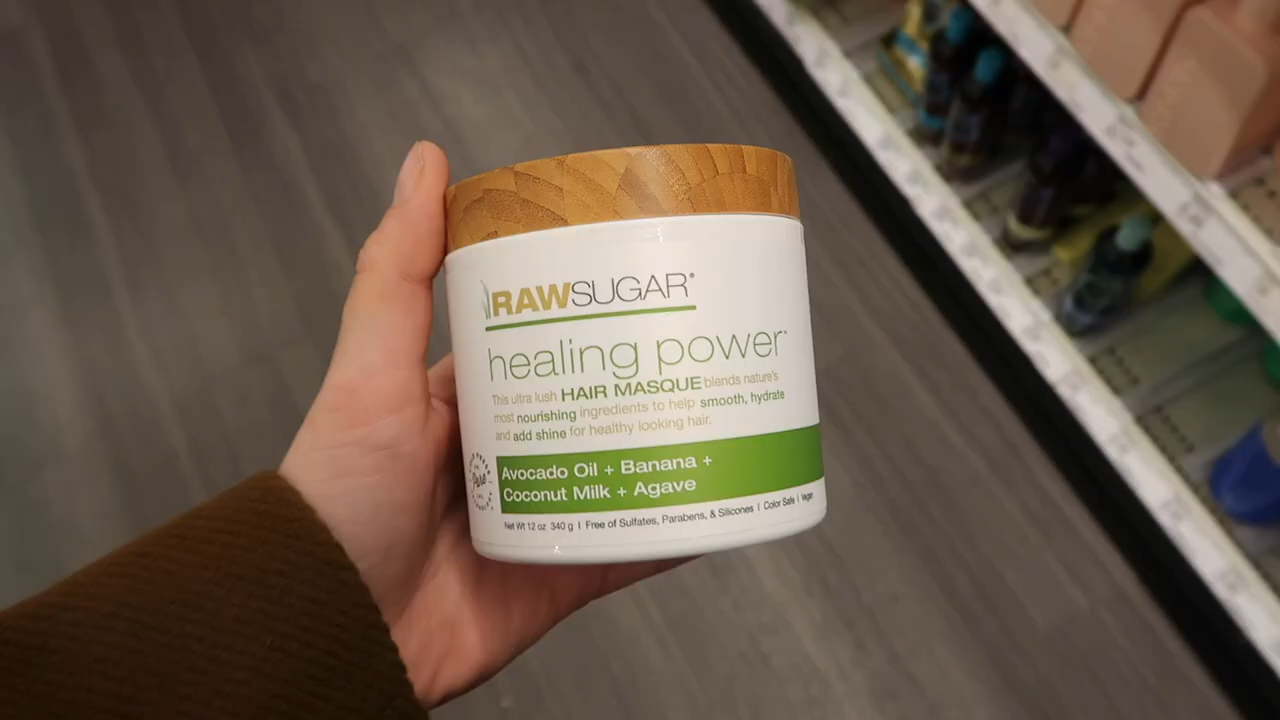 RAWSUGAR®
healing power™
This ultra lush HAIR MASQUE blends nature's
most nourishing ingredients to help smooth, hydrate
and add shine for healthy looking hair.
Pure
Avocado Oil + Banana +
Coconut Milk + Agave
Net Wt 12 oz 340 g | Free of Sulfates, Parabens, & Silicones | Color Safe | Vegan